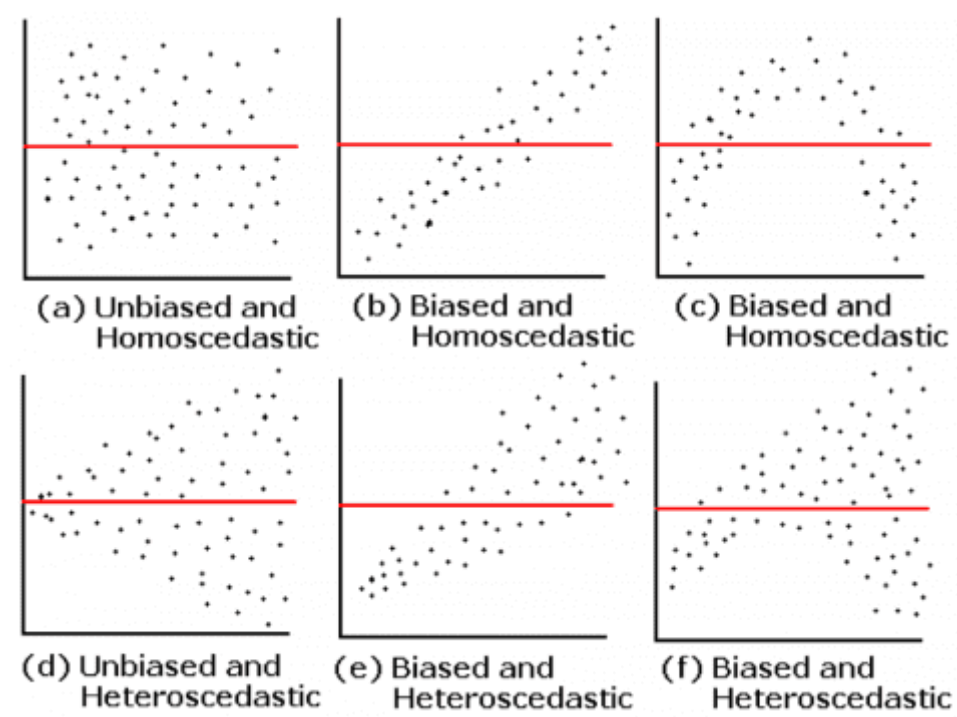 (a) Unbiased and
Homoscedastic
(b) Biased and
Homoscedastic
(c) Biased and
Homoscedastic
(d) Unbiased and
Heteroscedastic
(e) Biased and
Heteroscedastic
(f) Biased and
Heteroscedastic